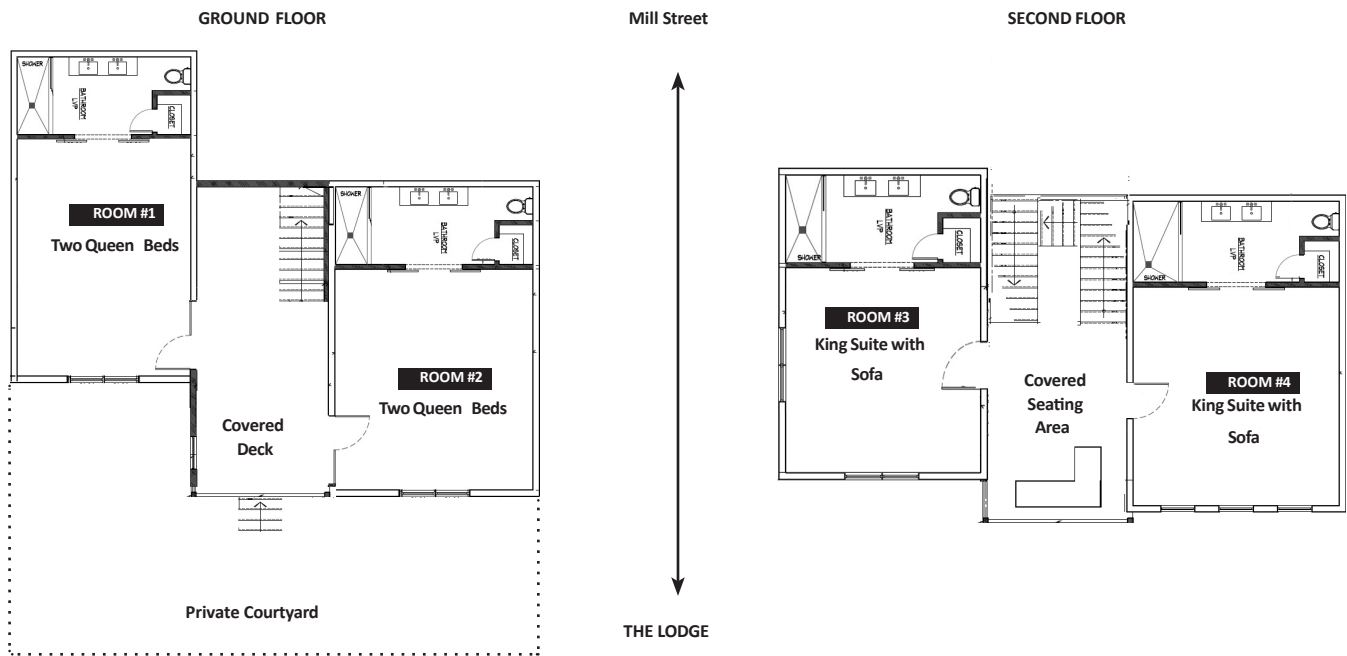 GROUND FLOOR
Mill Street
SECOND FLOOR
SHOWER
BATHROOM
LVP
CLOSET
ROOM #1
Two Queen Beds
SHOWER
BATHROOM
LVP
CLOSET
ROOM #2
Two Queen Beds
Covered
Deck
Private Courtyard
THE LODGE
SHOWER
BATHROOM
LVP
CLOSET
ROOM #3
King Suite with
Sofa
Covered
Seating
Area
SHOWER
BATHROOM
LVP
CLOSET
ROOM #4
King Suite with
Sofa